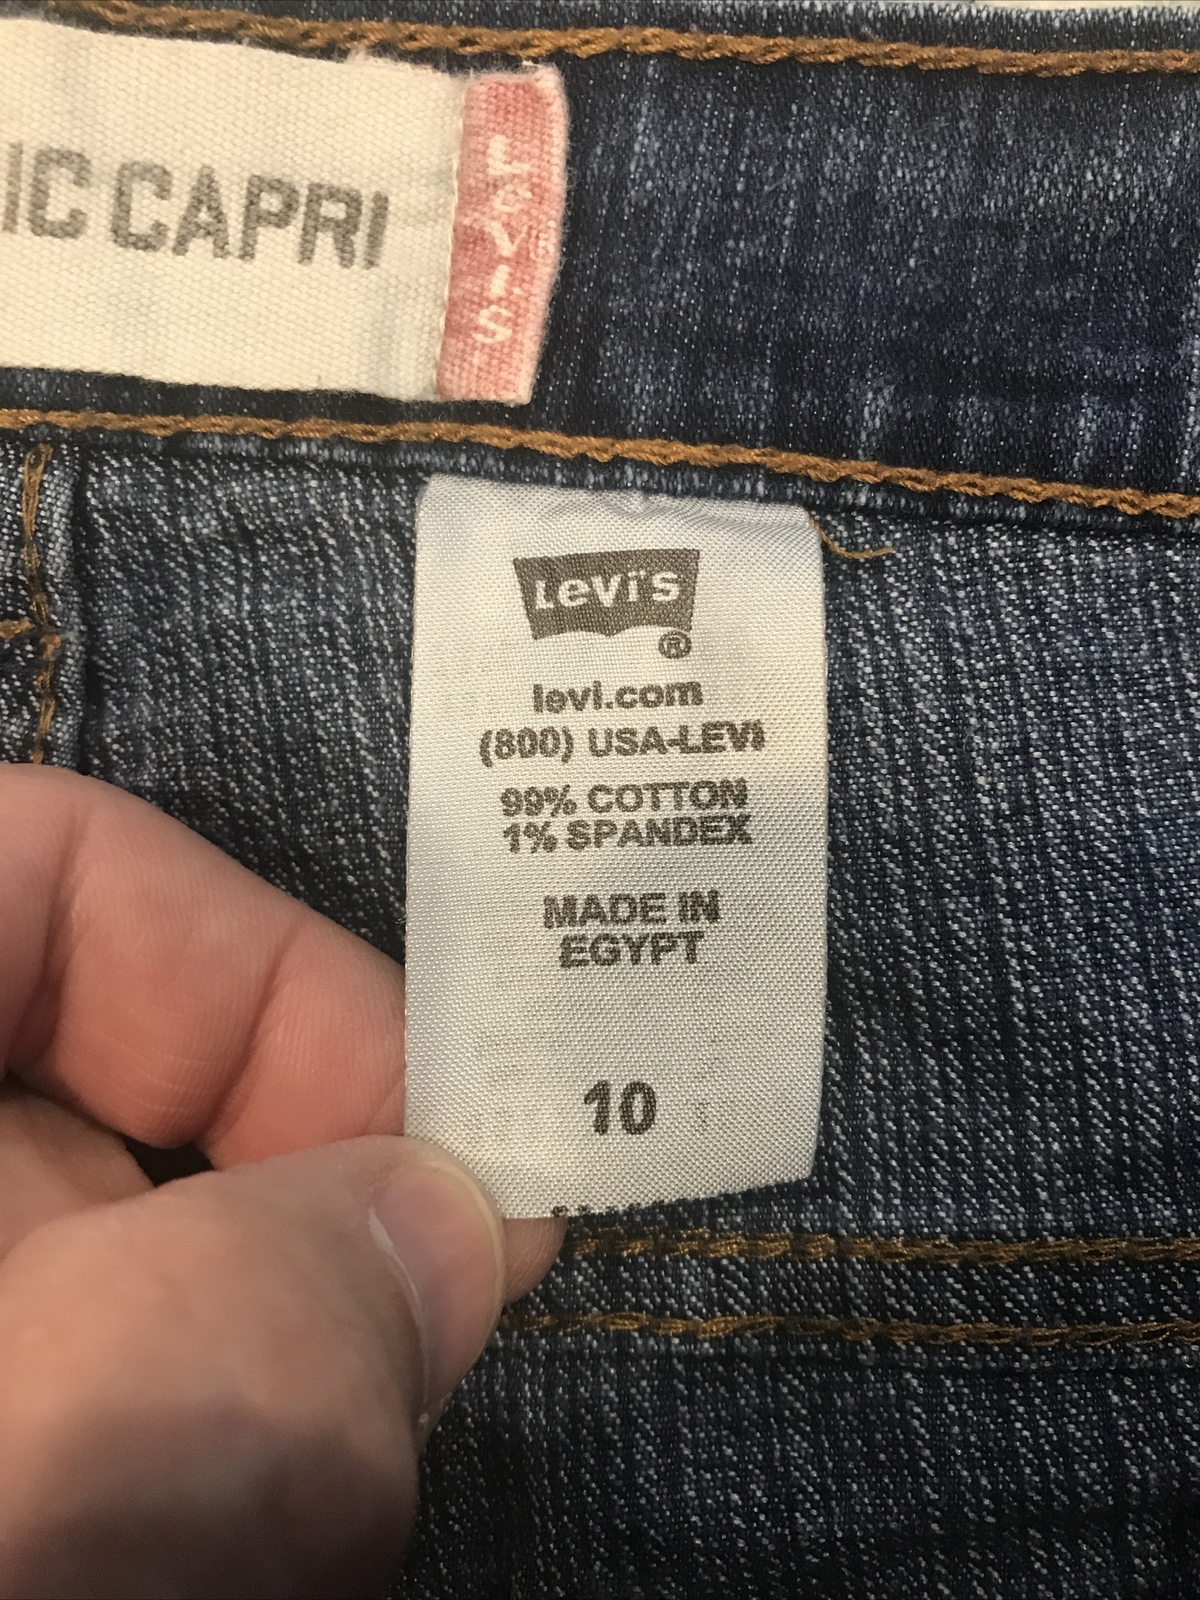 IC CAPRI
LEVI'S
®
Levi's
®
levi.com
(800) USA-LEVI
99% COTTON
1% SPANDEX
MADE IN
EGYPT
10